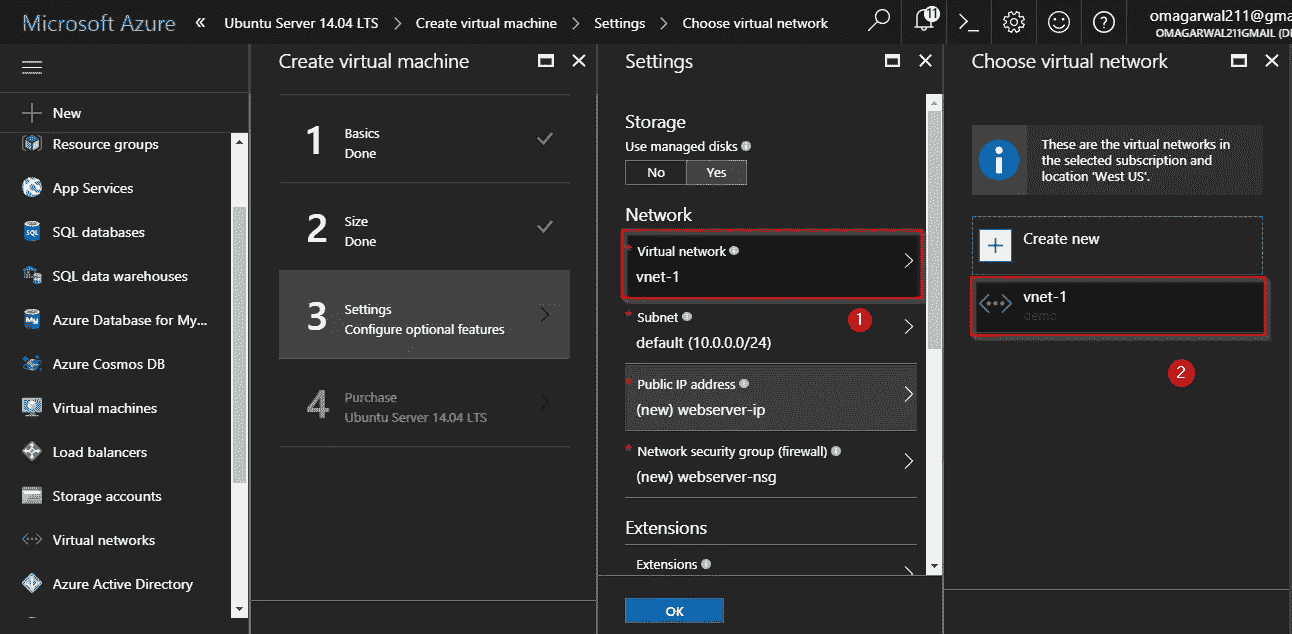 Microsoft Azure
«
Ubuntu Server 14.04 LTS > Create virtual machine > Settings > Choose virtual network
11
>_
?
omagarwal211@gma
OMAGARWAL211GMAIL (DE
New
Resource groups
App Services
SQL
SQL databases
SQL data warehouses
My
Azure Database for My...
Azure Cosmos DB
Virtual machines
Load balancers
Storage accounts
Virtual networks
Azure Active Directory
Create virtual machine
1
Basics
Done
2
Size
Done
3
Settings
Configure optional features
4
Purchase
Ubuntu Server 14.04 LTS
Settings
Storage
Use managed disks
No
Yes
Network
* Virtual network
vnet-1
1
* Subnet
default (10.0.0.0/24)
* Public IP address
(new) webserver-ip
* Network security group (firewall)
(new) webserver-nsg
Extensions
Extensions
OK
Choose virtual network
These are the virtual networks in
the selected subscription and
location 'West US'.
Create new
vnet-1
demo
2